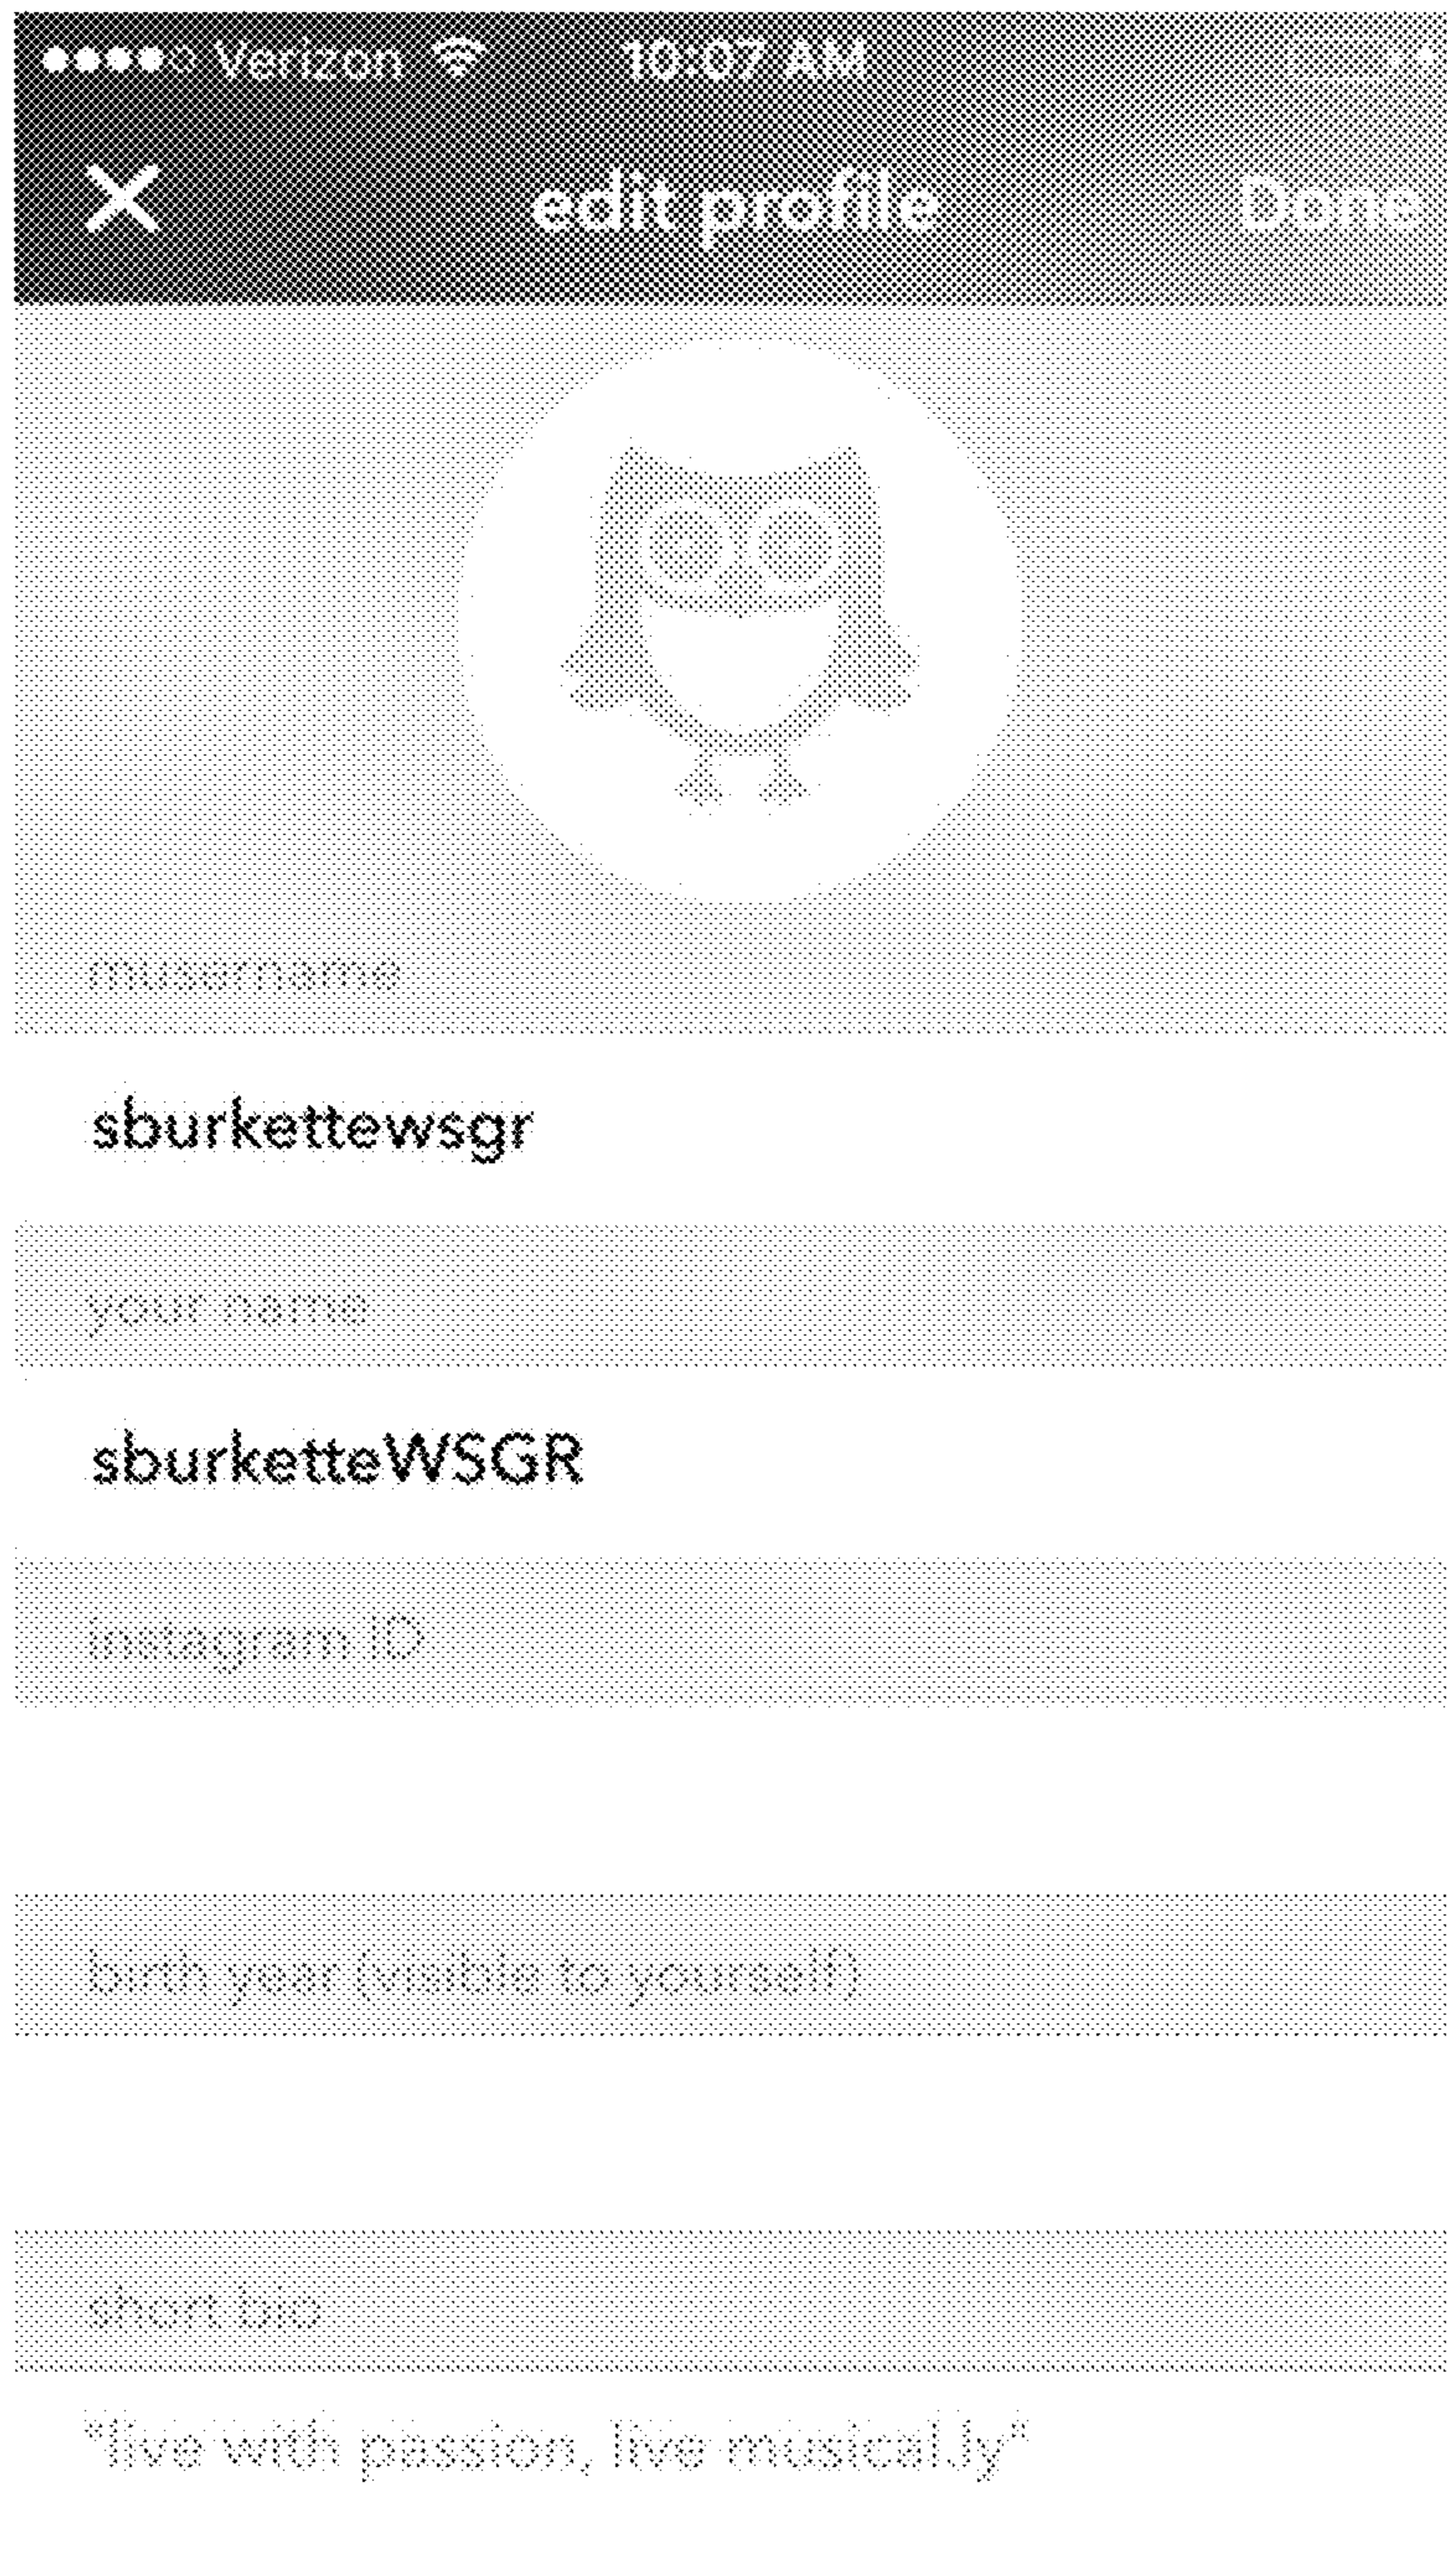 Verizon 10:07 AM
edit profile Done
musername
sburkettewsgr
your name
sburketteWSGR
instagram ID
birth year (visible to yourself)
short bio
"live with passion, live musical.ly"